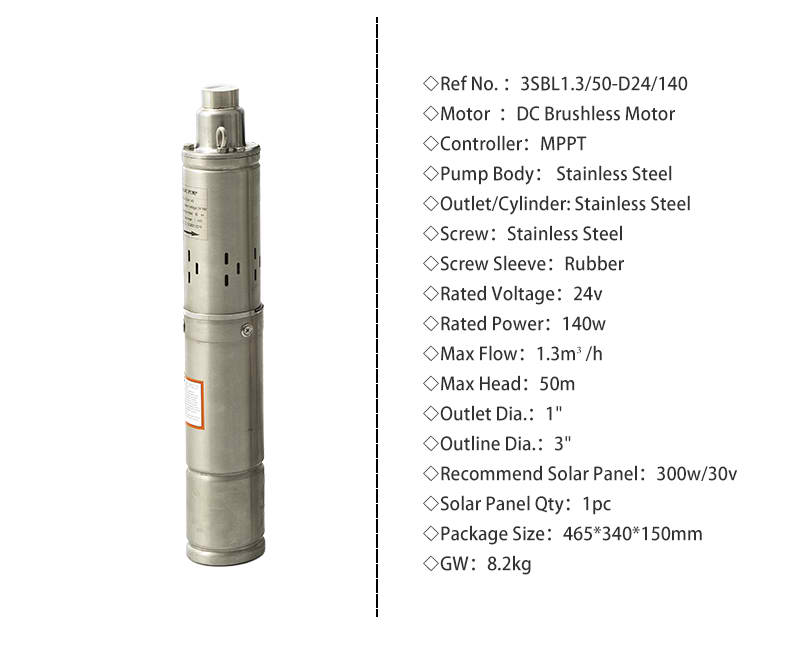 ◇Ref No.： 3SBL1.3/50-D24/140
◇Motor ： DC Brushless Motor
◇Controller：MPPT
◇Pump Body： Stainless Steel
◇Outlet/Cylinder: Stainless Steel
◇Screw：Stainless Steel
◇Screw Sleeve：Rubber
◇Rated Voltage：24v
◇Rated Power：140w
◇Max Flow：1.3m³ /h
◇Max Head：50m
◇Outlet Dia.：1"
◇Outline Dia.：3"
◇Recommend Solar Panel：300w/30v
◇Solar Panel Qty：1pc
◇Package Size：465*340*150mm
◇GW：8.2kg